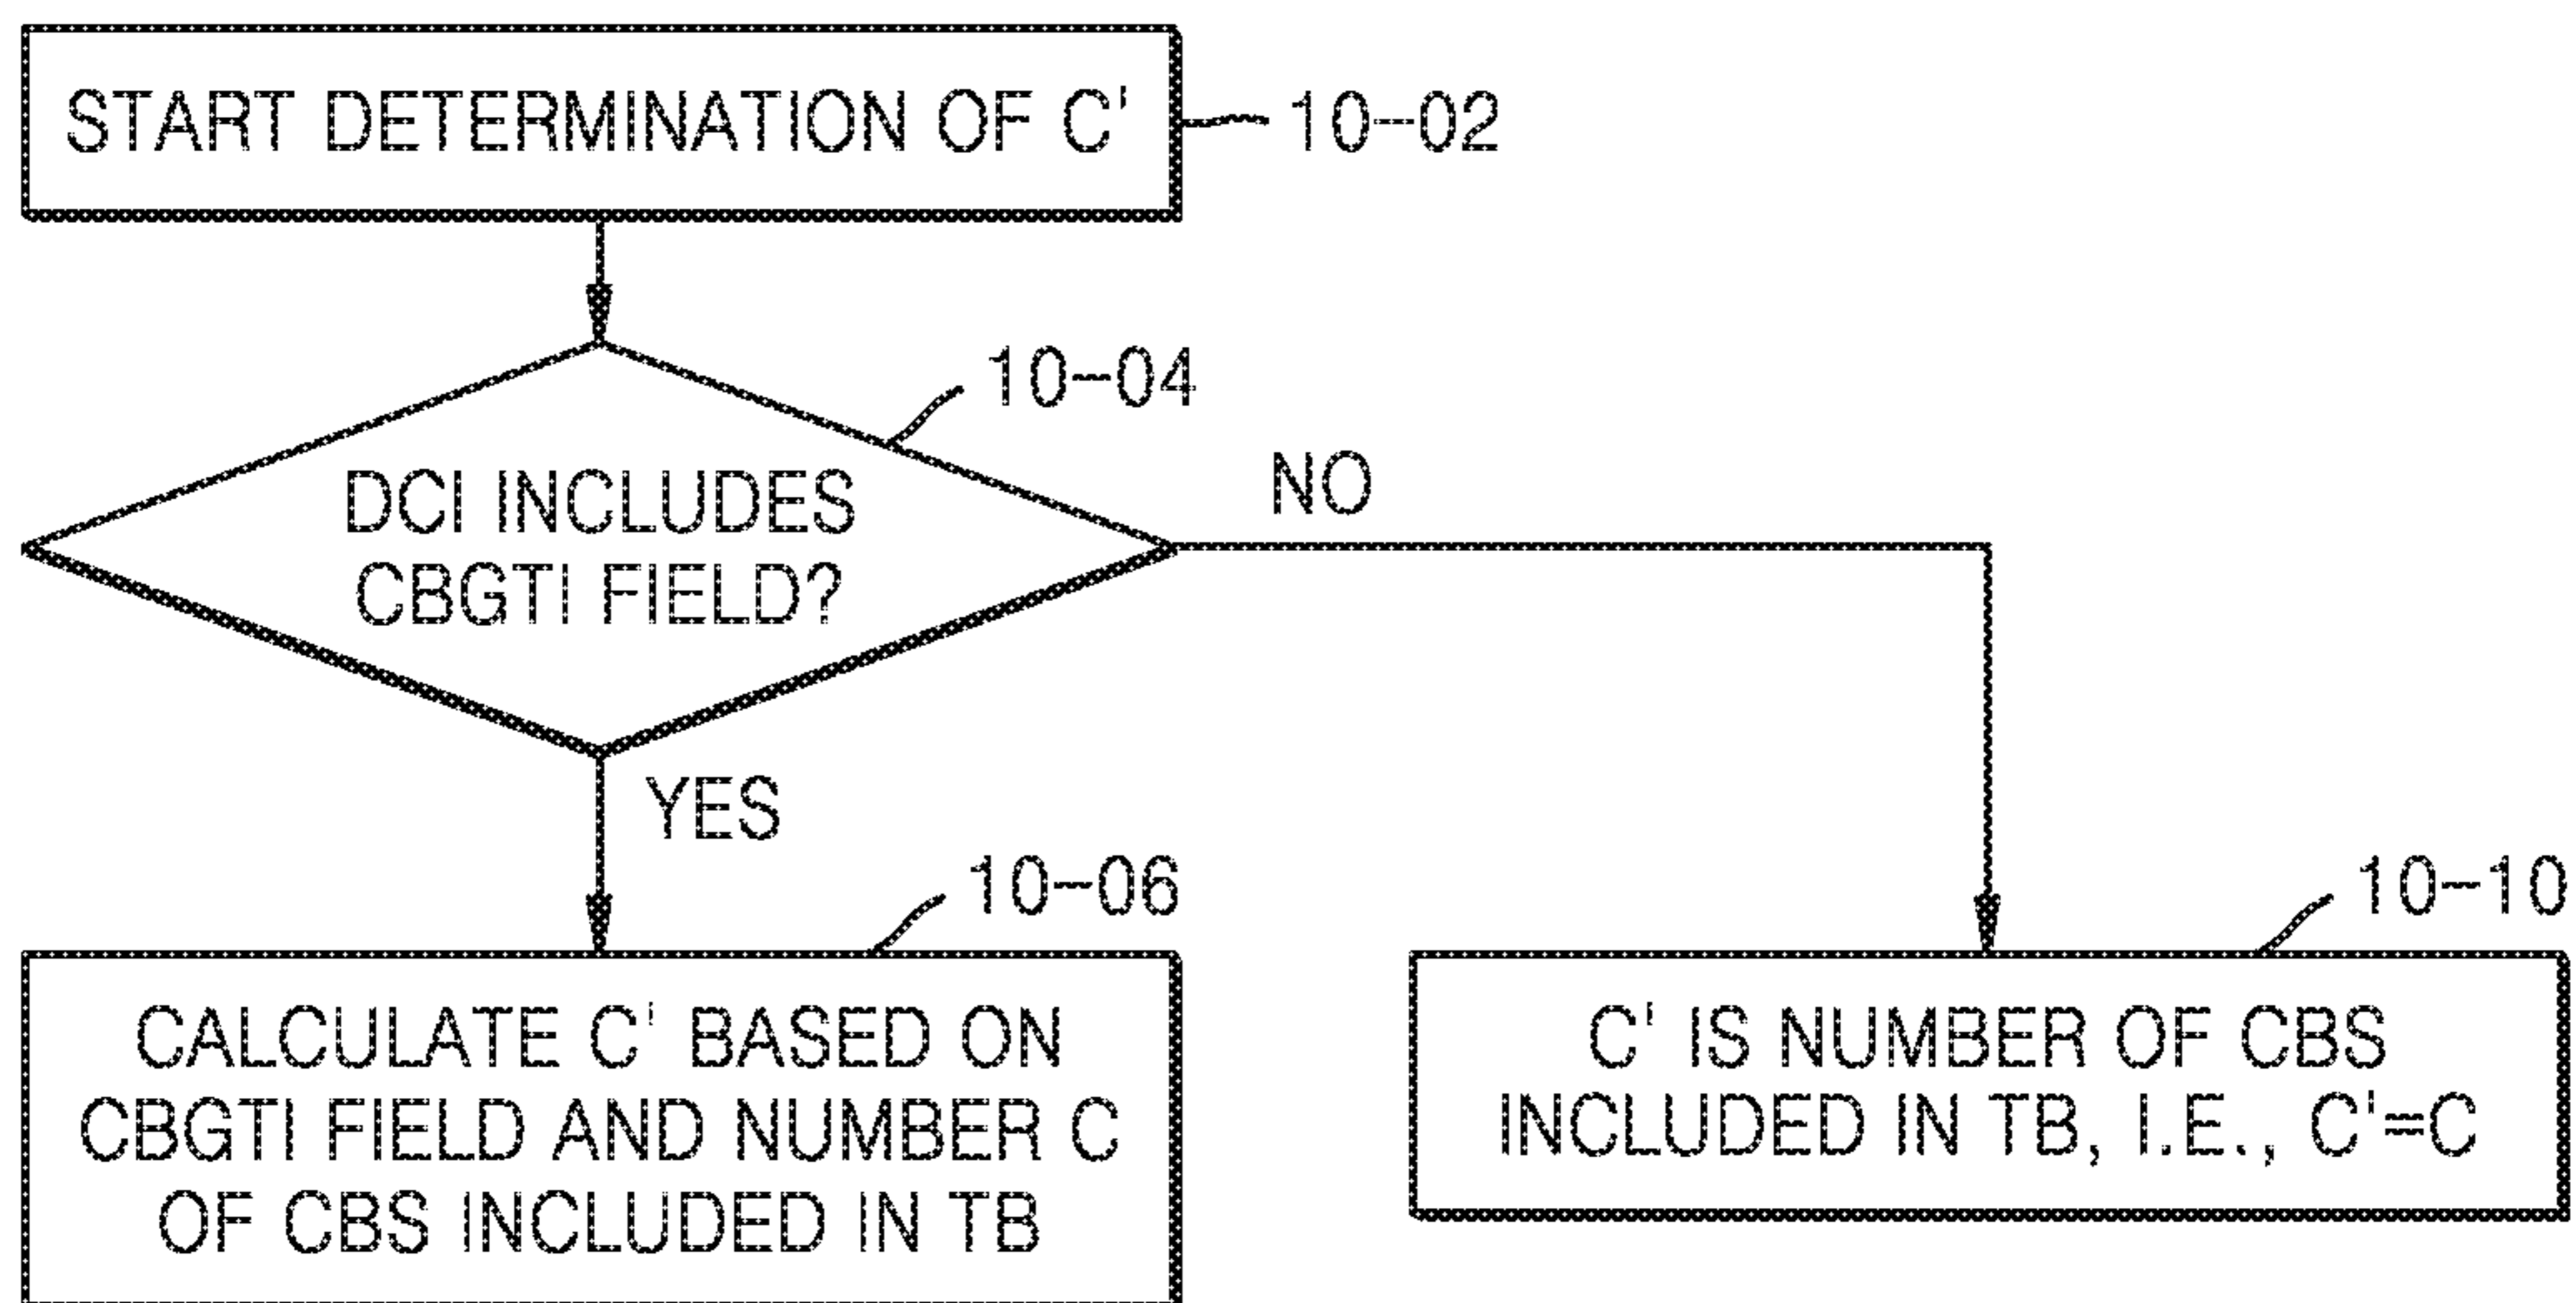 START DETERMINATION OF C'
10-02
10-04
DCI INCLUDES
CBGTI FIELD?
NO
YES
10-06
CALCULATE C' BASED ON
CBGTI FIELD AND NUMBER C
OF CBS INCLUDED IN TB
10-10
C' IS NUMBER OF CBS
INCLUDED IN TB, I.E., C'=C